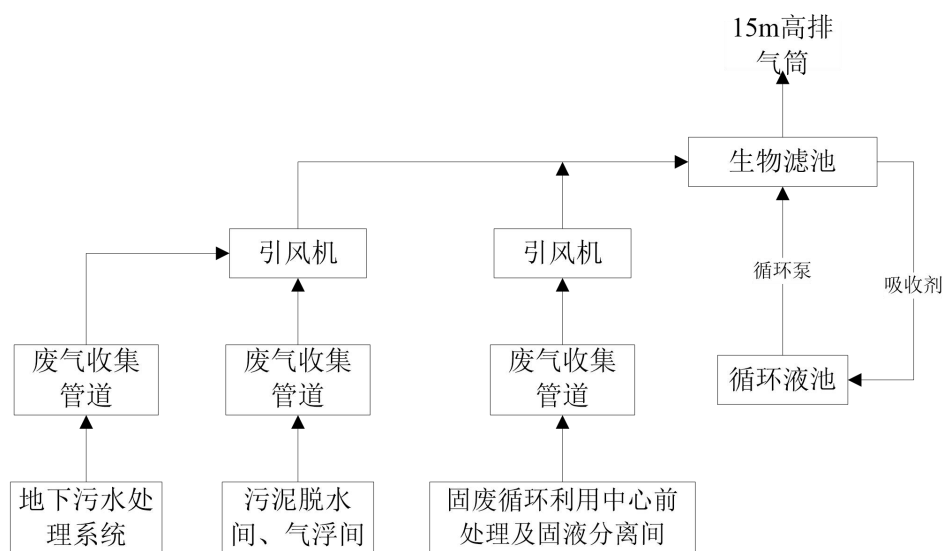 15m高排
气筒
生物滤池
引风机
引风机
循环泵
吸收剂
废气收集
管道
废气收集
管道
废气收集
管道
循环液池
地下污水处
理系统
污泥脱水
间、气浮间
固废循环利用中心前
处理及固液分离间